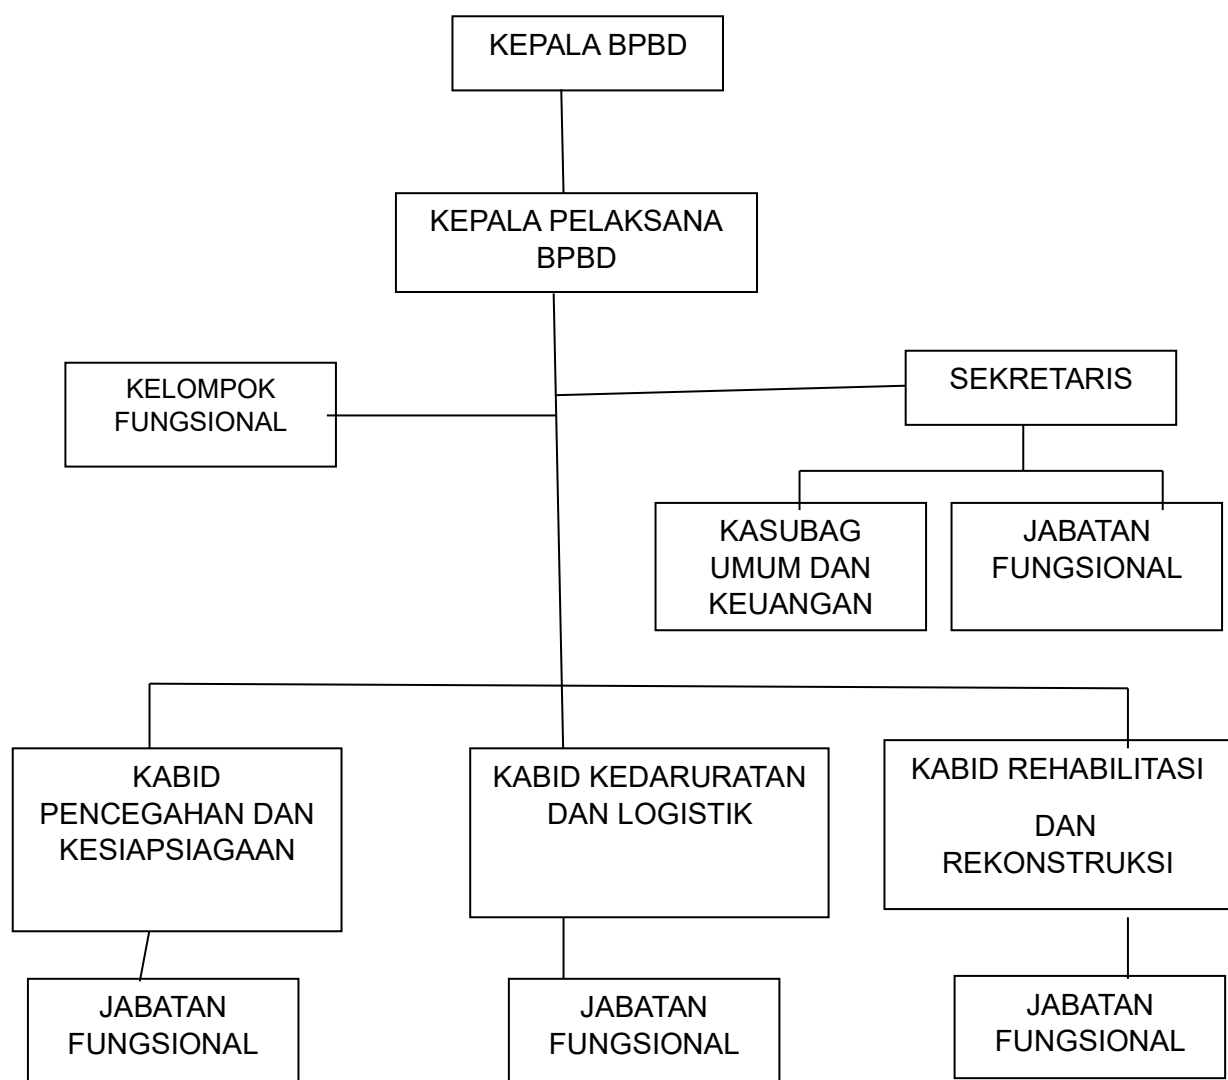 KEPALA BPBD
KEPALA PELAKSANA
BPBD
KELOMPOK
FUNGSIONAL
SEKRETARIS
KASUBAG
UMUM DAN
KEUANGAN
JABATAN
FUNGSIONAL
KABID
PENCEGAHAN DAN
KESIAPSIAGAAN
KABID KEDARURATAN
DAN LOGISTIK
KABID REHABILITASI
DAN
REKONSTRUKSI
JABATAN
FUNGSIONAL
JABATAN
FUNGSIONAL
JABATAN
FUNGSIONAL